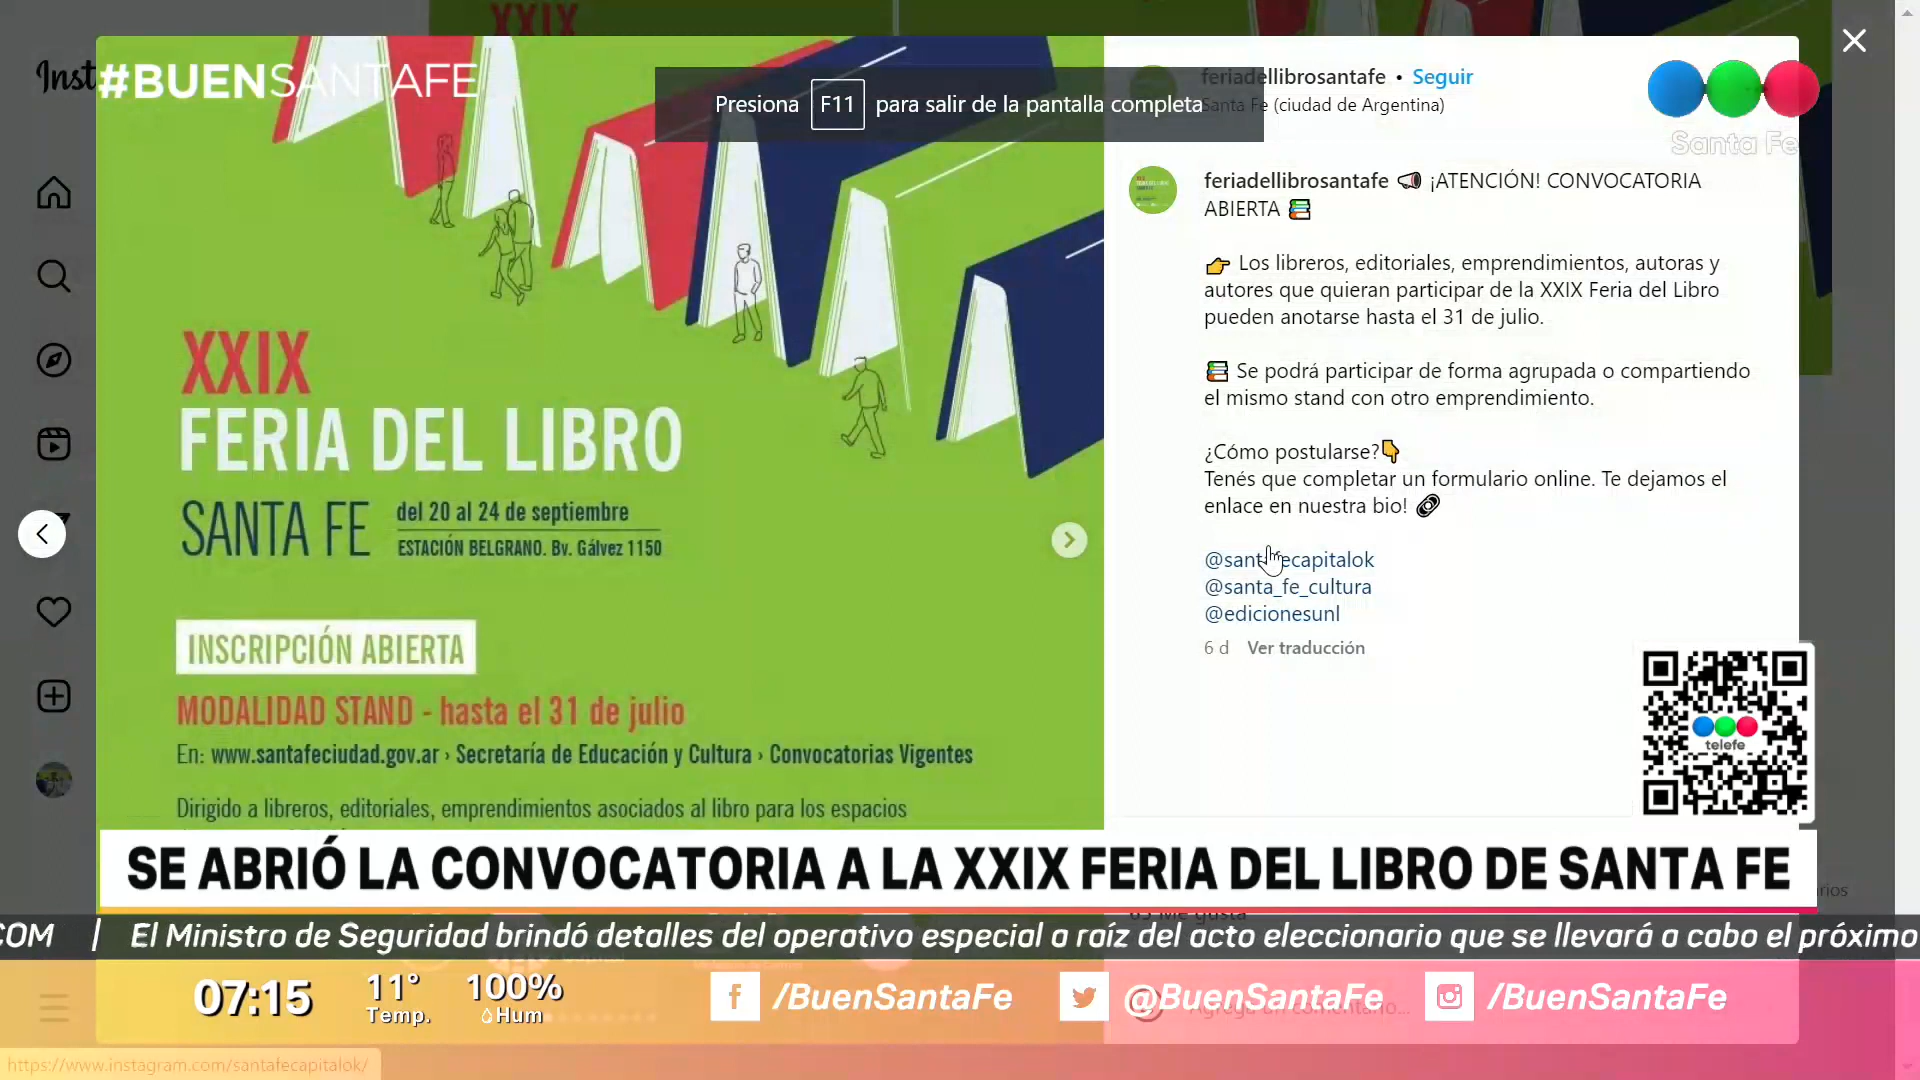 XXIX
#BUENSANTAFE
Presiona F11 para salir de la pantalla completa
feriadellibrosantafe • Seguir
Santa Fe (ciudad de Argentina)
Santa Fe
feriadellibrosantafe 📢 ¡ATENCIÓN! CONVOCATORIA
ABIERTA 📚
👉 Los libreros, editoriales, emprendimientos, autoras y
autores que quieran participar de la XXIX Feria del Libro
pueden anotarse hasta el 31 de julio.
📚 Se podrá participar de forma agrupada o compartiendo
el mismo stand con otro emprendimiento.
¿Cómo postularse?👇
Tenés que completar un formulario online. Te dejamos el
enlace en nuestra bio! 🔗
@santafecapitalok
@santa_fe_cultura
@edicionesunl
6 d Ver traducción
XXIX
FERIA DEL LIBRO
SANTA FE
del 20 al 24 de septiembre
ESTACIÓN BELGRANO. Bv. Gálvez 1150
INSCRIPCIÓN ABIERTA
MODALIDAD STAND - hasta el 31 de julio
En: www.santafeciudad.gov.ar › Secretaría de Educación y Cultura › Convocatorias Vigentes
Dirigido a libreros, editoriales, emprendimientos asociados al libro para los espacios
telefe
SE ABRIÓ LA CONVOCATORIA A LA XXIX FERIA DEL LIBRO DE SANTA FE
COM | El Ministro de Seguridad brindó detalles del operativo especial a raíz del acto eleccionario que se llevará a cabo el próximo
07:15 11° Temp. 100% Hum
/BuenSantaFe @BuenSantaFe /BuenSantaFe
https://www.instagram.com/santafecapitalok/